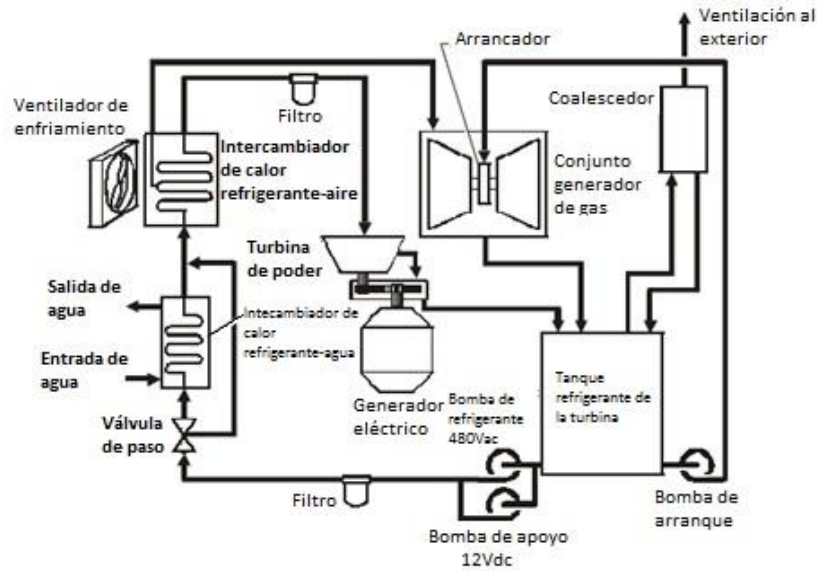 Ventilación al
exterior
Arrancador
Coalescedor
Filtro
Ventilador de
enfriamiento
Intercambiador
de calor
refrigerante-aire
Conjunto
generador
de gas
Turbina
de poder
Salida de
agua
Intecambiador de
calor
refrigerante-agua
Entrada de
agua
Válvula
de paso
Generador
eléctrico
Bomba de
refrigerante
480Vac
Tanque
refrigerante de
la turbina
Filtro
Bomba de apoyo
12Vdc
Bomba de
arranque